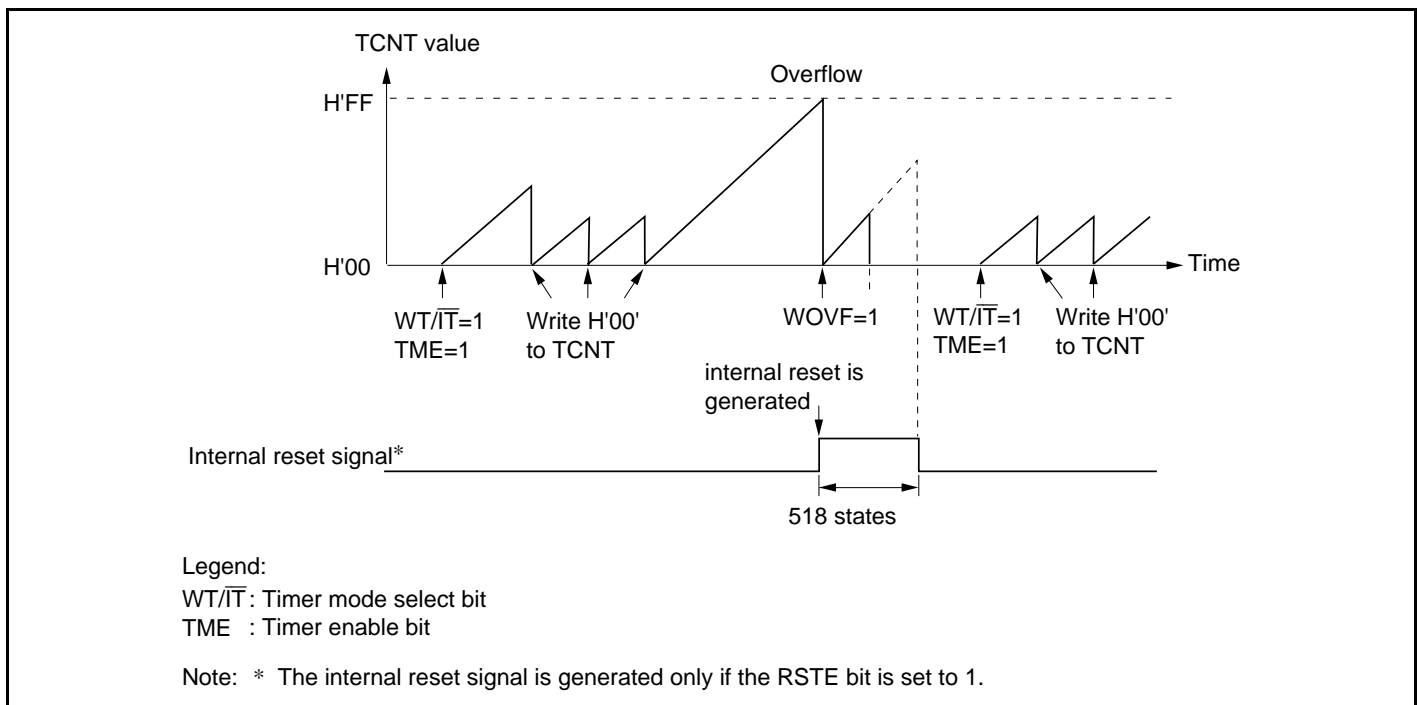 TCNT value
Overflow
H'FF
H'00
Time
WT/I̅T̅=1
TME=1
Write H'00'
to TCNT
WOVF=1
WT/I̅T̅=1
TME=1
Write H'00'
to TCNT
internal reset is
generated
Internal reset signal*
518 states
Legend:
WT/I̅T̅ : Timer mode select bit
TME : Timer enable bit
Note: * The internal reset signal is generated only if the RSTE bit is set to 1.